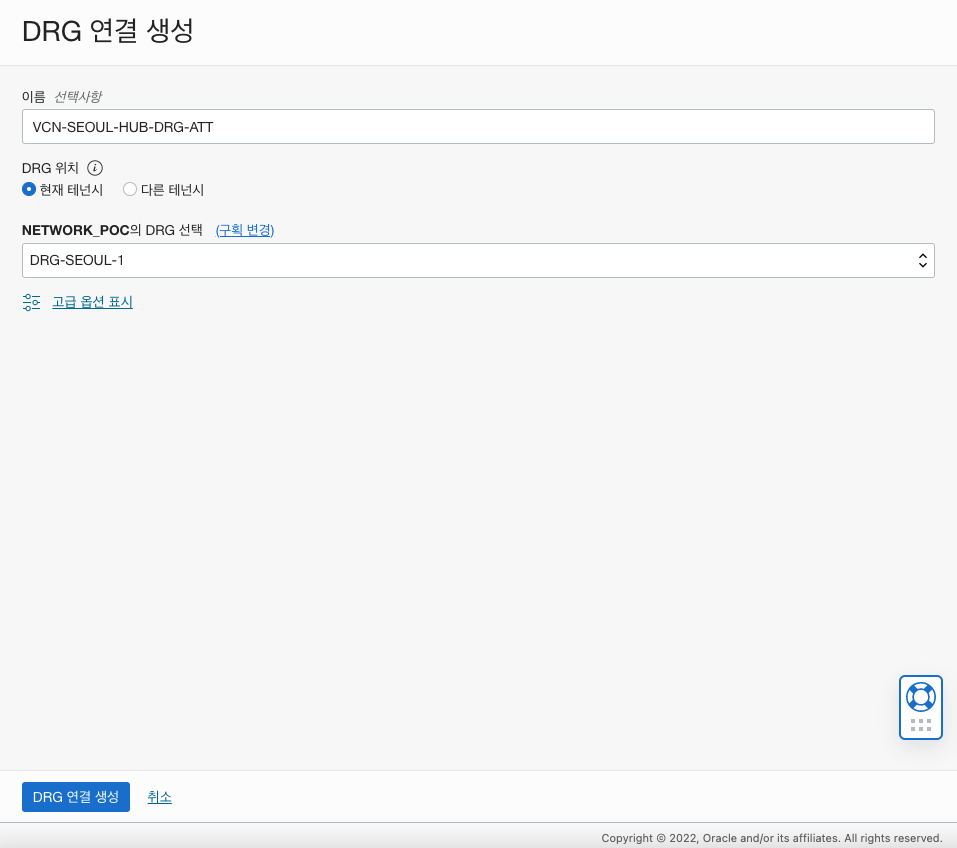 DRG 연결 생성
이름 선택사항
VCN-SEOUL-HUB-DRG-ATT
DRG 위치
현재 테넌시 다른 테넌시
NETWORK_POC의 DRG 선택 (구획 변경)
DRG-SEOUL-1
고급 옵션 표시
DRG 연결 생성 취소
Copyright © 2022, Oracle and/or its affiliates. All rights reserved.